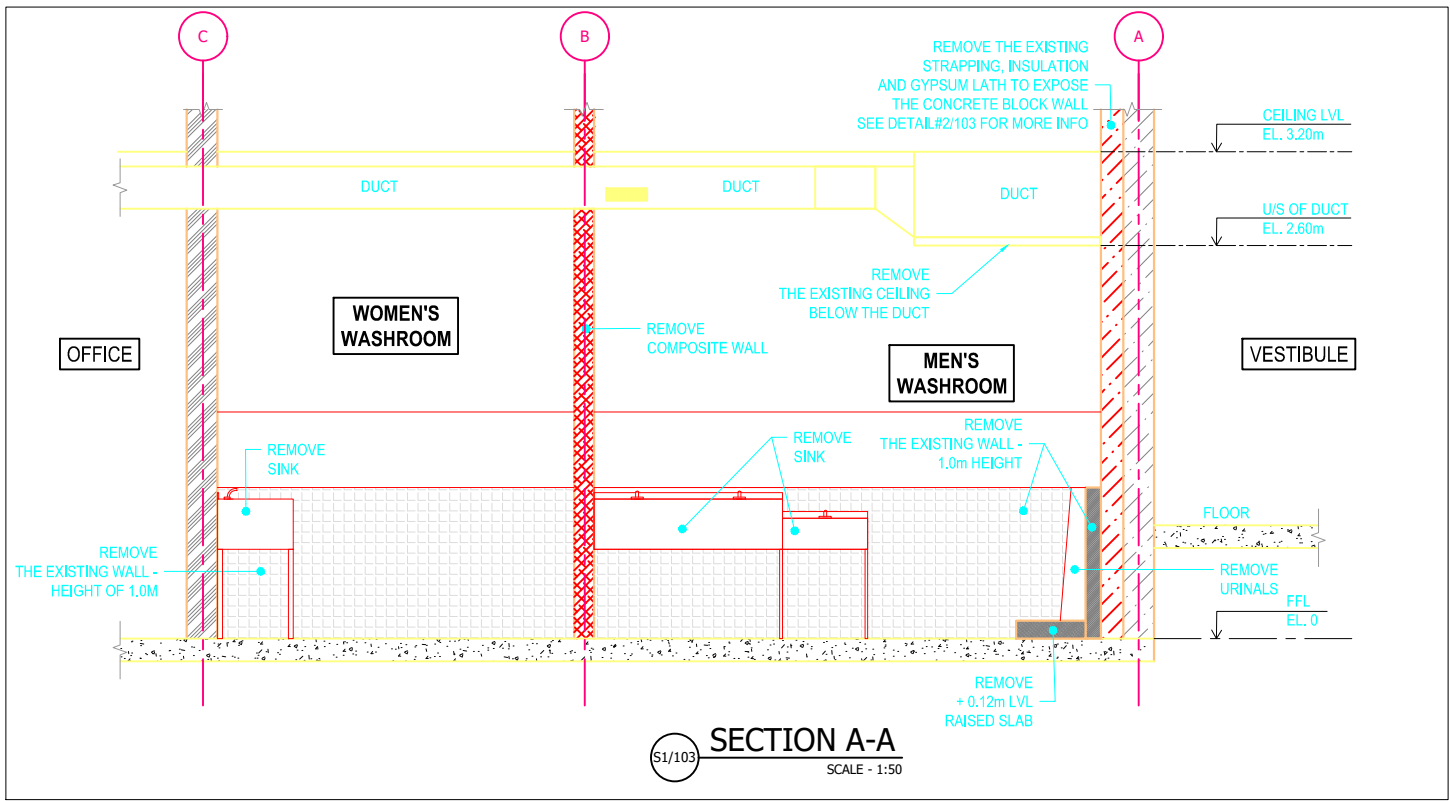 C
B
A
REMOVE THE EXISTING
STRAPPING, INSULATION
AND GYPSUM LATH TO EXPOSE
THE CONCRETE BLOCK WALL
SEE DETAIL#2/103 FOR MORE INFO
CEILING LVL
EL. 3.20m
DUCT
DUCT
DUCT
U/S OF DUCT
EL. 2.60m
REMOVE
THE EXISTING CEILING
BELOW THE DUCT
WOMEN'S
WASHROOM
REMOVE
COMPOSITE WALL
OFFICE
MEN'S
WASHROOM
VESTIBULE
REMOVE
SINK
REMOVE
SINK
REMOVE
THE EXISTING WALL -
1.0m HEIGHT
FLOOR
REMOVE
THE EXISTING WALL -
HEIGHT OF 1.0M
REMOVE
URINALS
FFL
EL. 0
REMOVE
+ 0.12m LVL
RAISED SLAB
S1/103
SECTION A-A
SCALE - 1:50